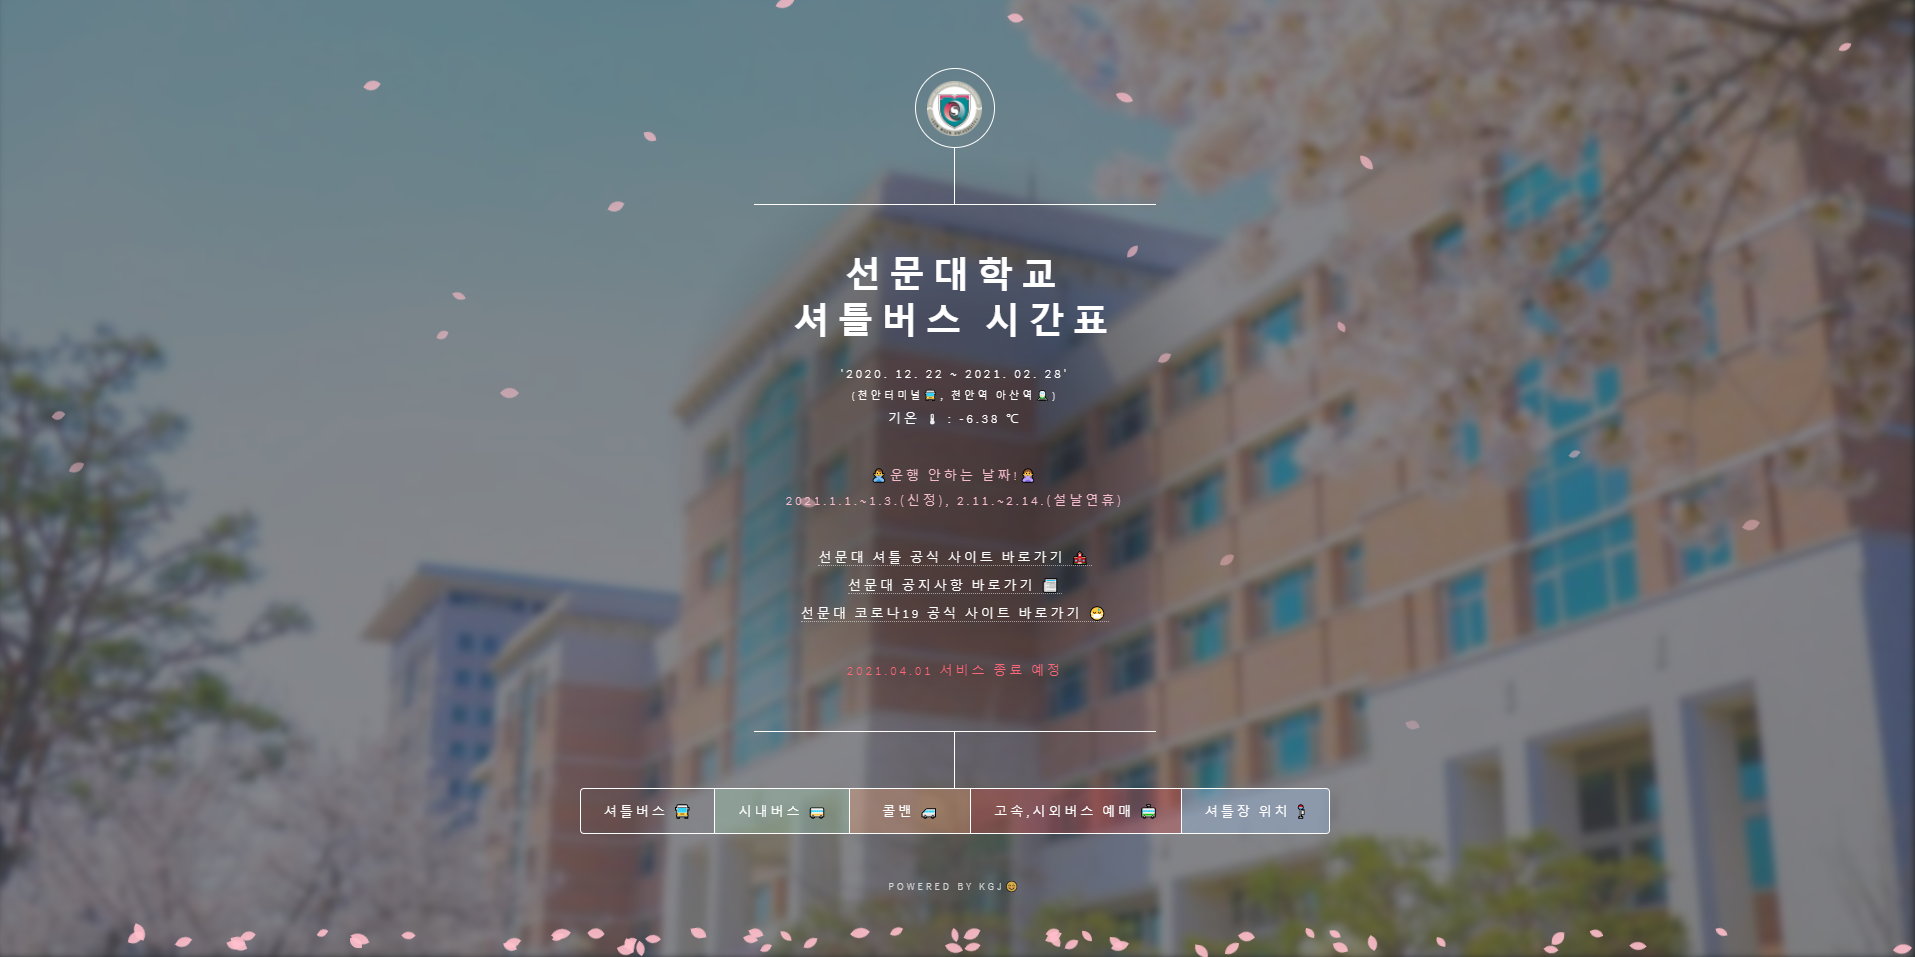 선문대학교
셔틀버스 시간표
'2020. 12. 22 ~ 2021. 02. 28'
(천안터미널🚍, 천안역 아산역🚉)
기온 🌡 : -6.38 ℃
🙅‍♂️운행 안하는 날짜!🙅‍♀️
2021.1.1.~1.3.(신정), 2.11.~2.14.(설날연휴)
선문대 셔틀 공식 사이트 바로가기 🏫
선문대 공지사항 바로가기 📰
선문대 코로나19 공식 사이트 바로가기 😷
2021.04.01 서비스 종료 예정
셔틀버스 🚍 시내버스 🚌 콜밴 🚐 고속,시외버스 예매 🚍 셔틀장 위치 🚏
POWERED BY KGJ😊